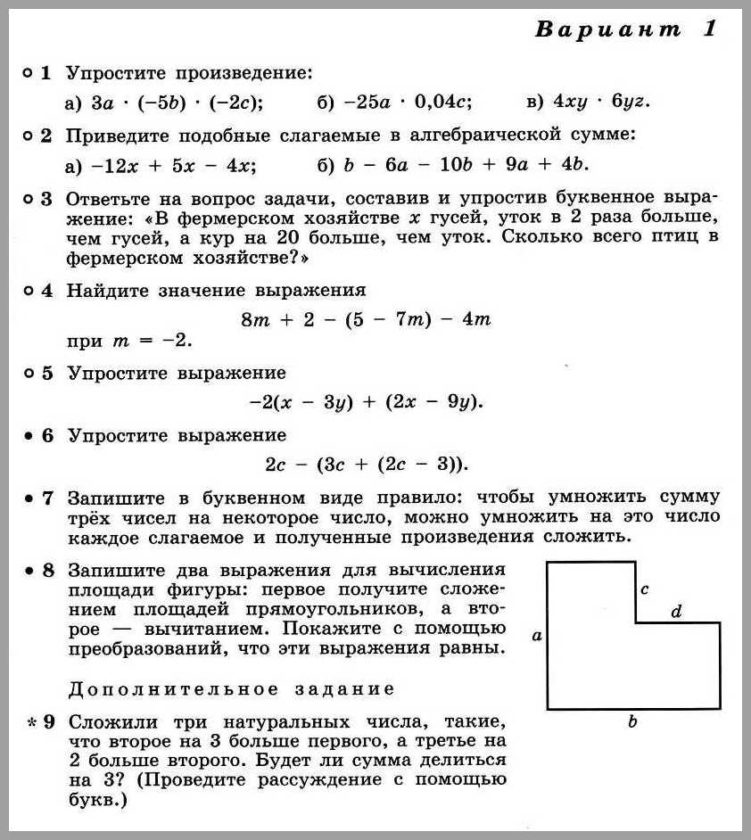 Вариант 1
1 Упростите произведение:
а) 3a · (−5b) · (−2c); б) −25a · 0,04c; в) 4xy · 6yz.
2 Приведите подобные слагаемые в алгебраической сумме:
а) −12x + 5x − 4x; б) b − 6a − 10b + 9a + 4b.
3 Ответьте на вопрос задачи, составив и упростив буквенное выра-
жение: «В фермерском хозяйстве x гусей, уток в 2 раза больше,
чем гусей, а кур на 20 больше, чем уток. Сколько всего птиц в
фермерском хозяйстве?»
4 Найдите значение выражения
8m + 2 − (5 − 7m) − 4m
при m = −2.
5 Упростите выражение
−2(x − 3y) + (2x − 9y).
6 Упростите выражение
2c − (3c + (2c − 3)).
7 Запишите в буквенном виде правило: чтобы умножить сумму
трёх чисел на некоторое число, можно умножить на это число
каждое слагаемое и полученные произведения сложить.
8 Запишите два выражения для вычисления
площади фигуры: первое получите сложе-
нием площадей прямоугольников, а вто-
рое — вычитанием. Покажите с помощью
преобразований, что эти выражения равны.
c
d
a
b
Дополнительное задание
* 9 Сложили три натуральных числа, такие,
что второе на 3 больше первого, а третье на
2 больше второго. Будет ли сумма делиться
на 3? (Проведите рассуждение с помощью
букв.)